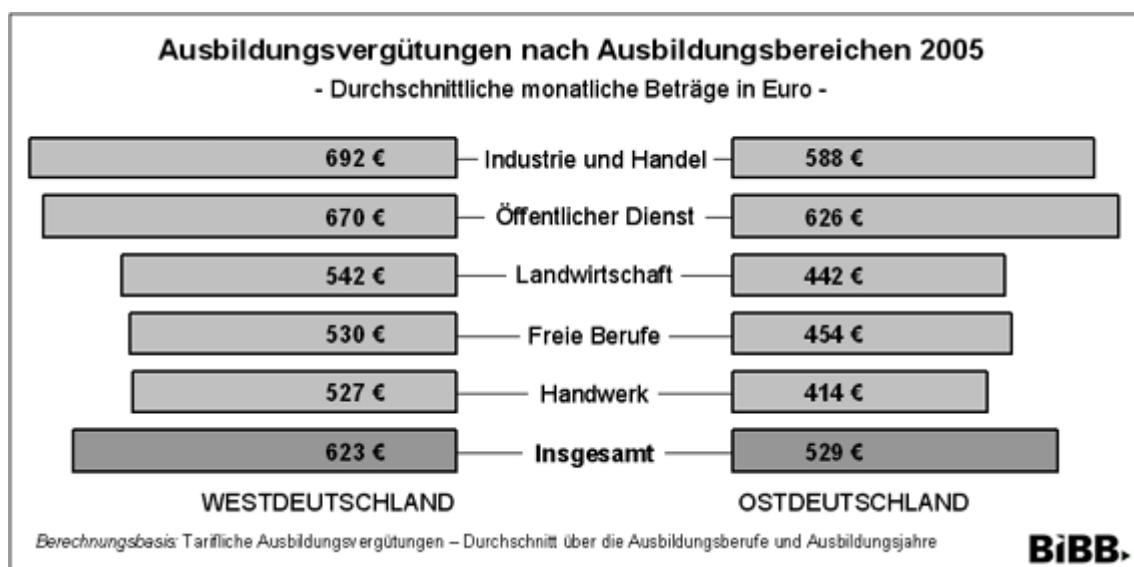 Ausbildungsvergütungen nach Ausbildungsbereichen 2005
- Durchschnittliche monatliche Beträge in Euro -
692 € Industrie und Handel 588 €
670 € Öffentlicher Dienst 626 €
542 € Landwirtschaft 442 €
530 € Freie Berufe 454 €
527 € Handwerk 414 €
623 € Insgesamt 529 €
WESTDEUTSCHLAND OSTDEUTSCHLAND
Berechnungsbasis: Tarifliche Ausbildungsvergütungen – Durchschnitt über die Ausbildungsberufe und Ausbildungsjahre
BiBB